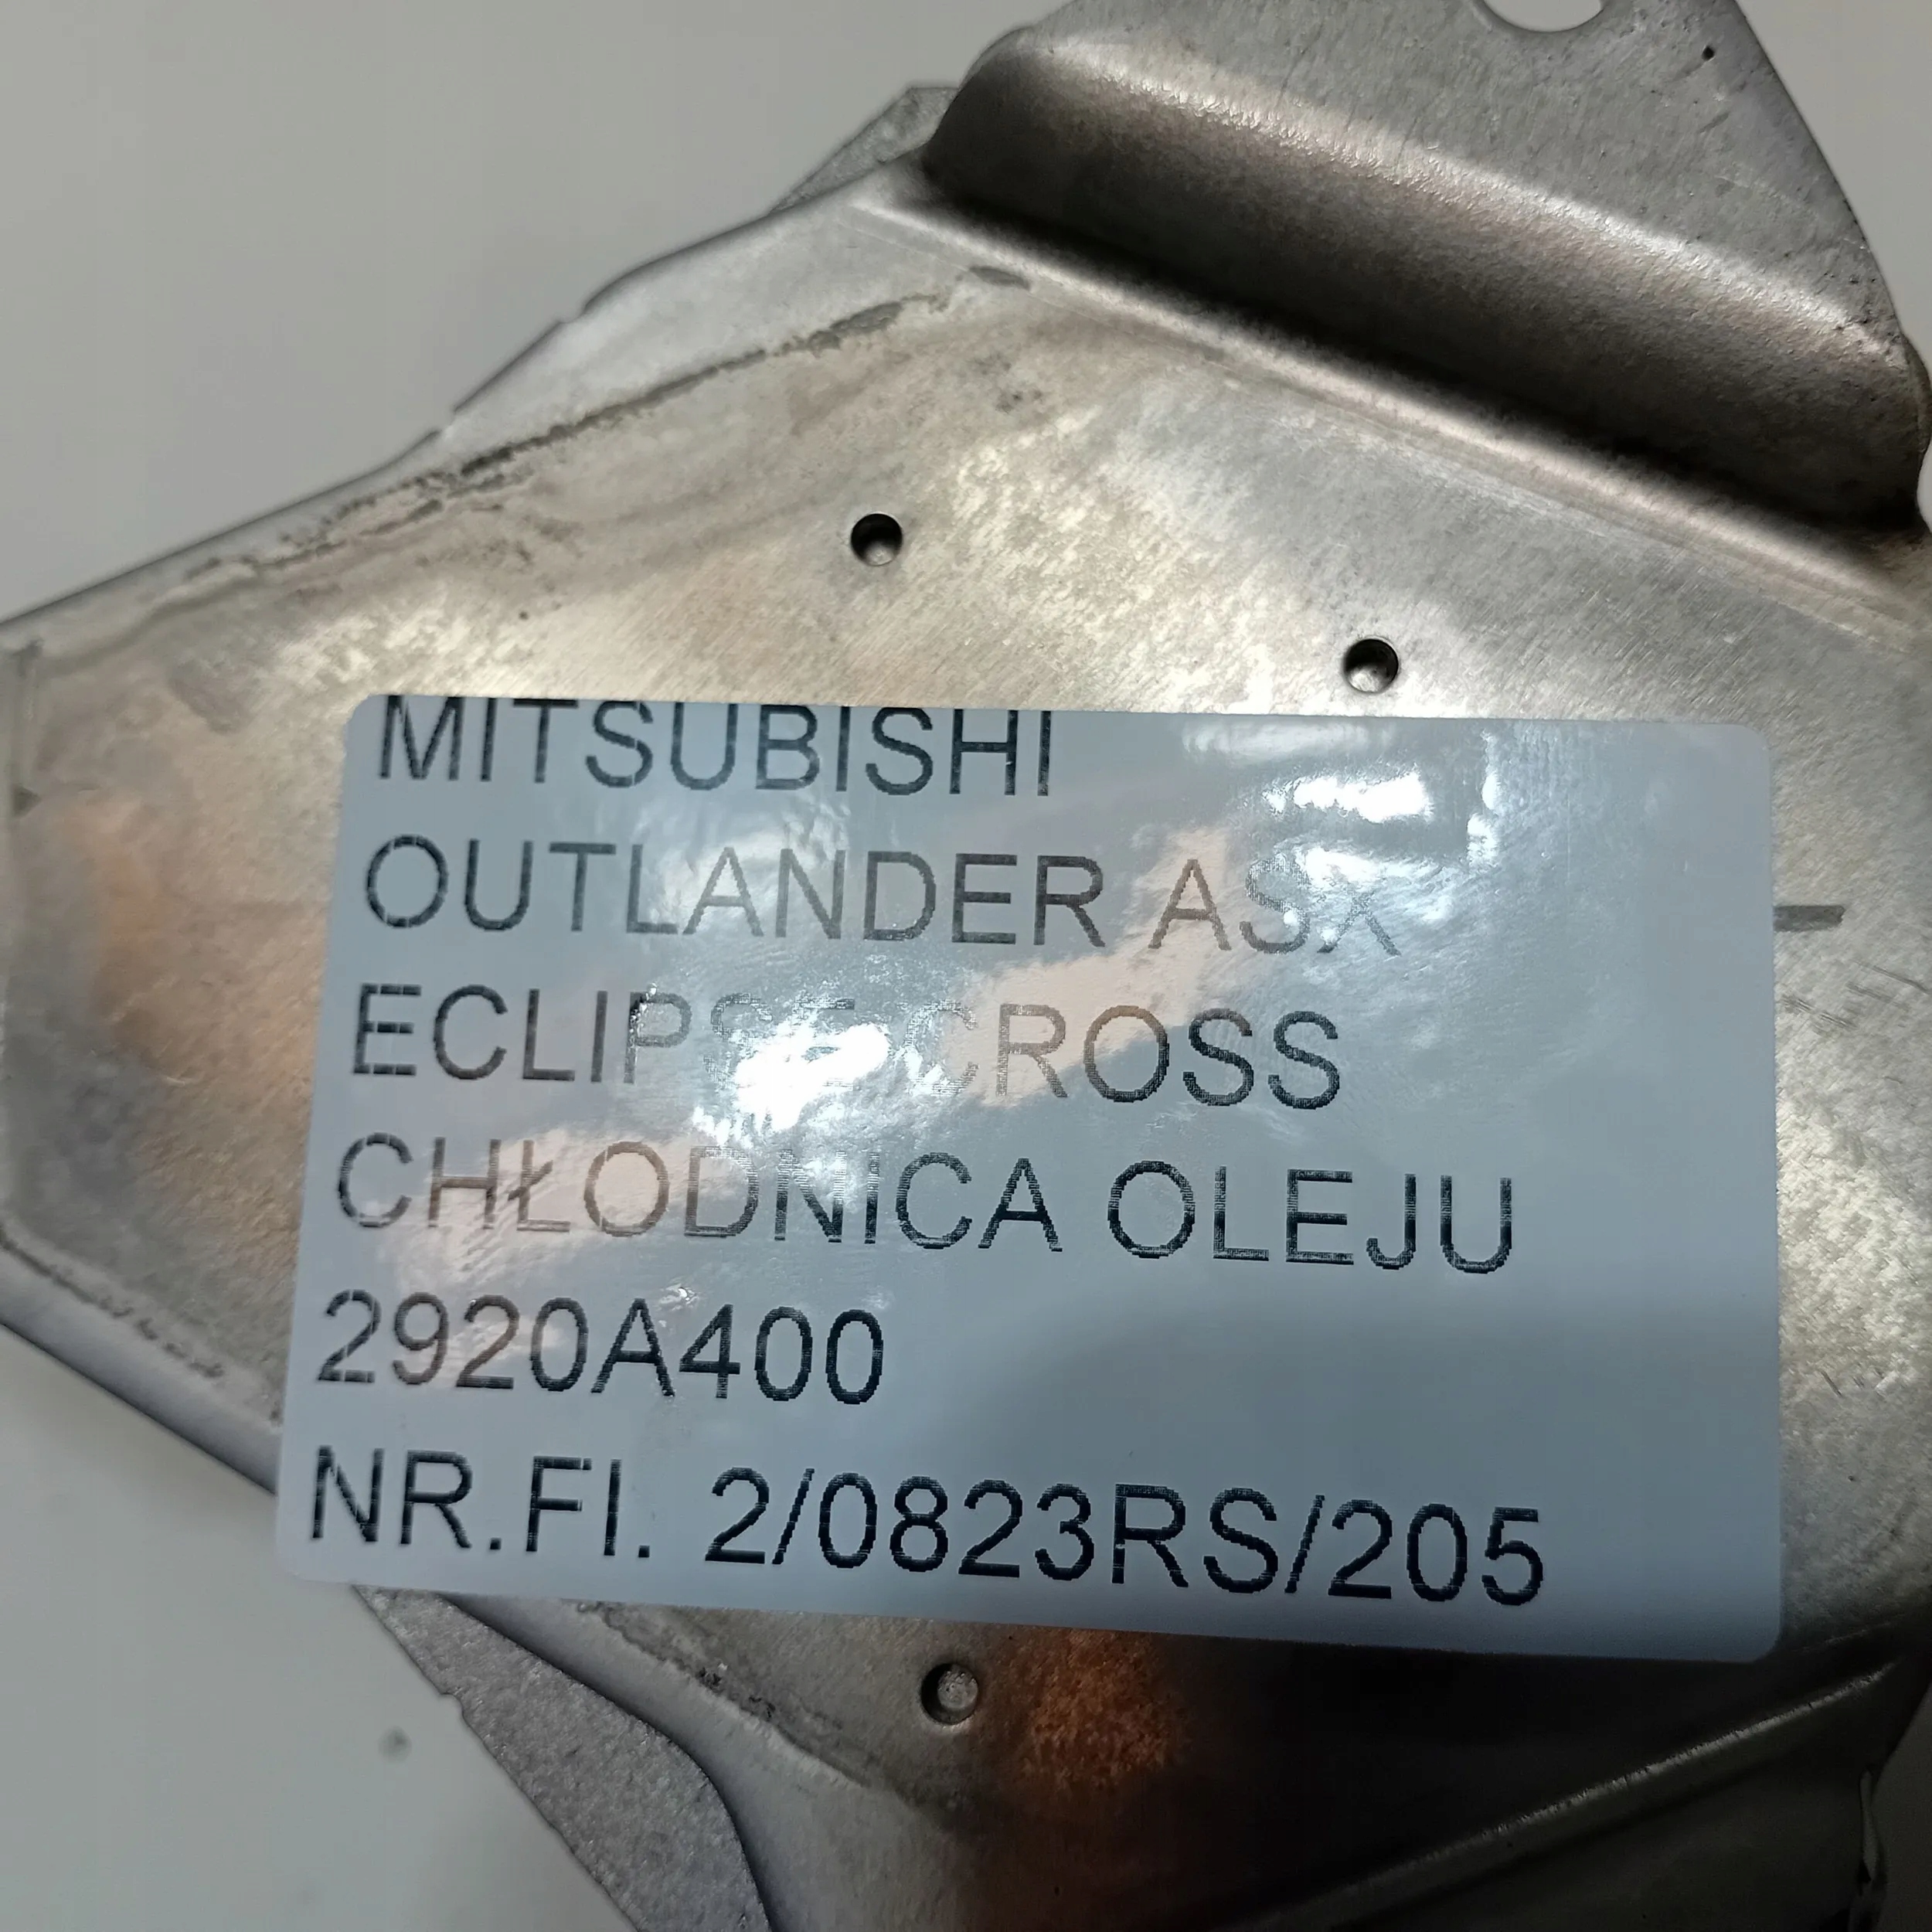 MITSUBISHI
OUTLANDER ASX
ECLIPSE CROSS
CHŁODNICA OLEJU
2920A400
NR.FI. 2/0823RS/205